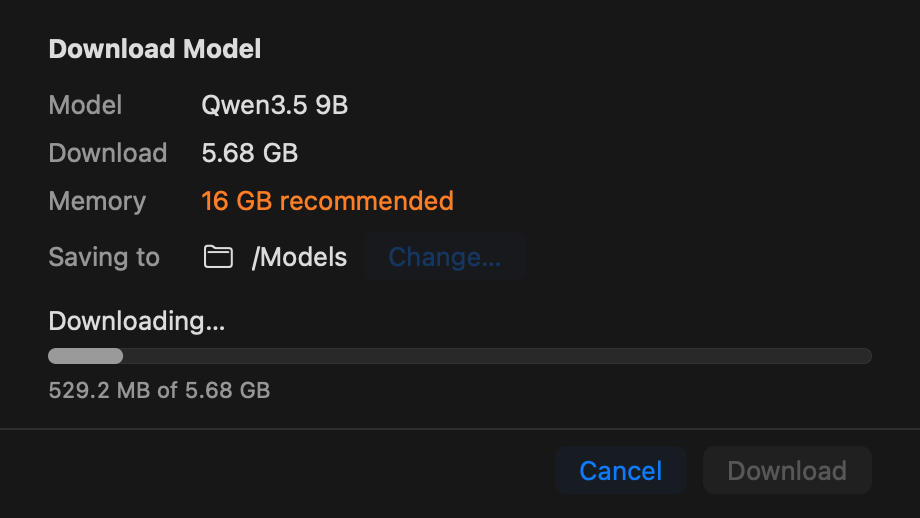 Download Model
Model Qwen3.5 9B
Download 5.68 GB
Memory 16 GB recommended
Saving to /Models Change...
Downloading...
529.2 MB of 5.68 GB
Cancel Download